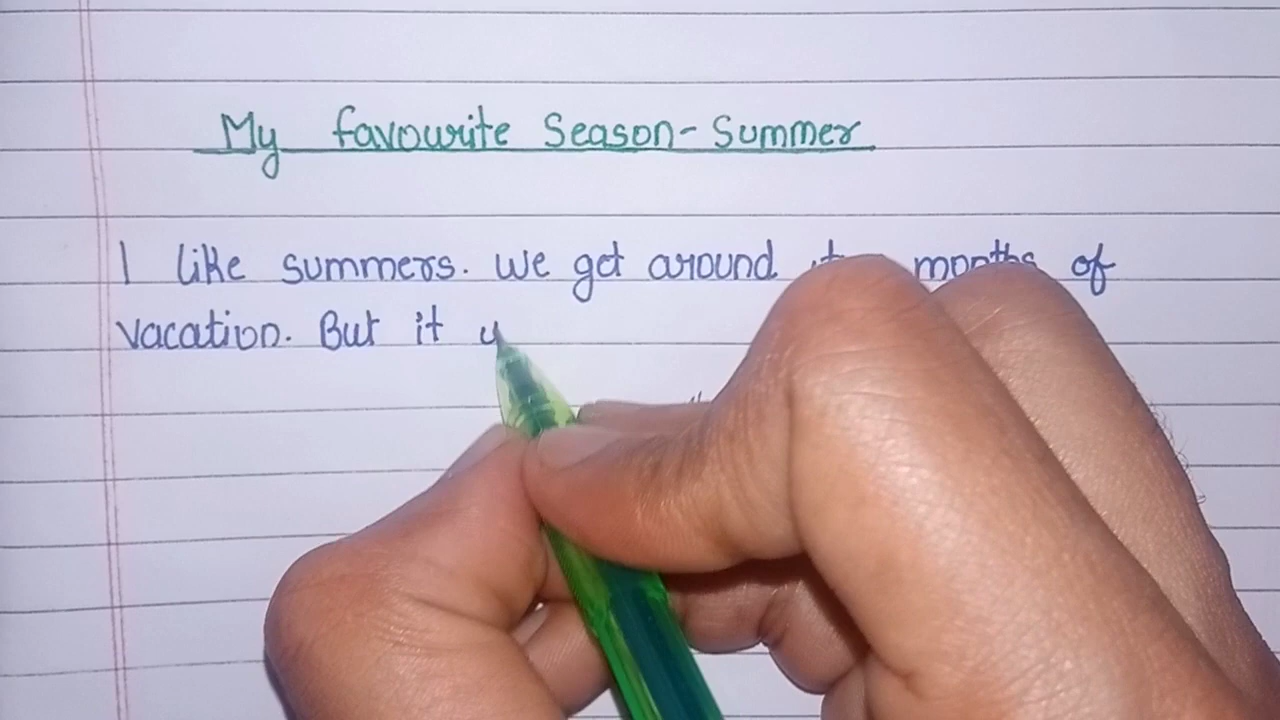 My favourite Season - Summer
I like summers. We get around months of
vacation. But it